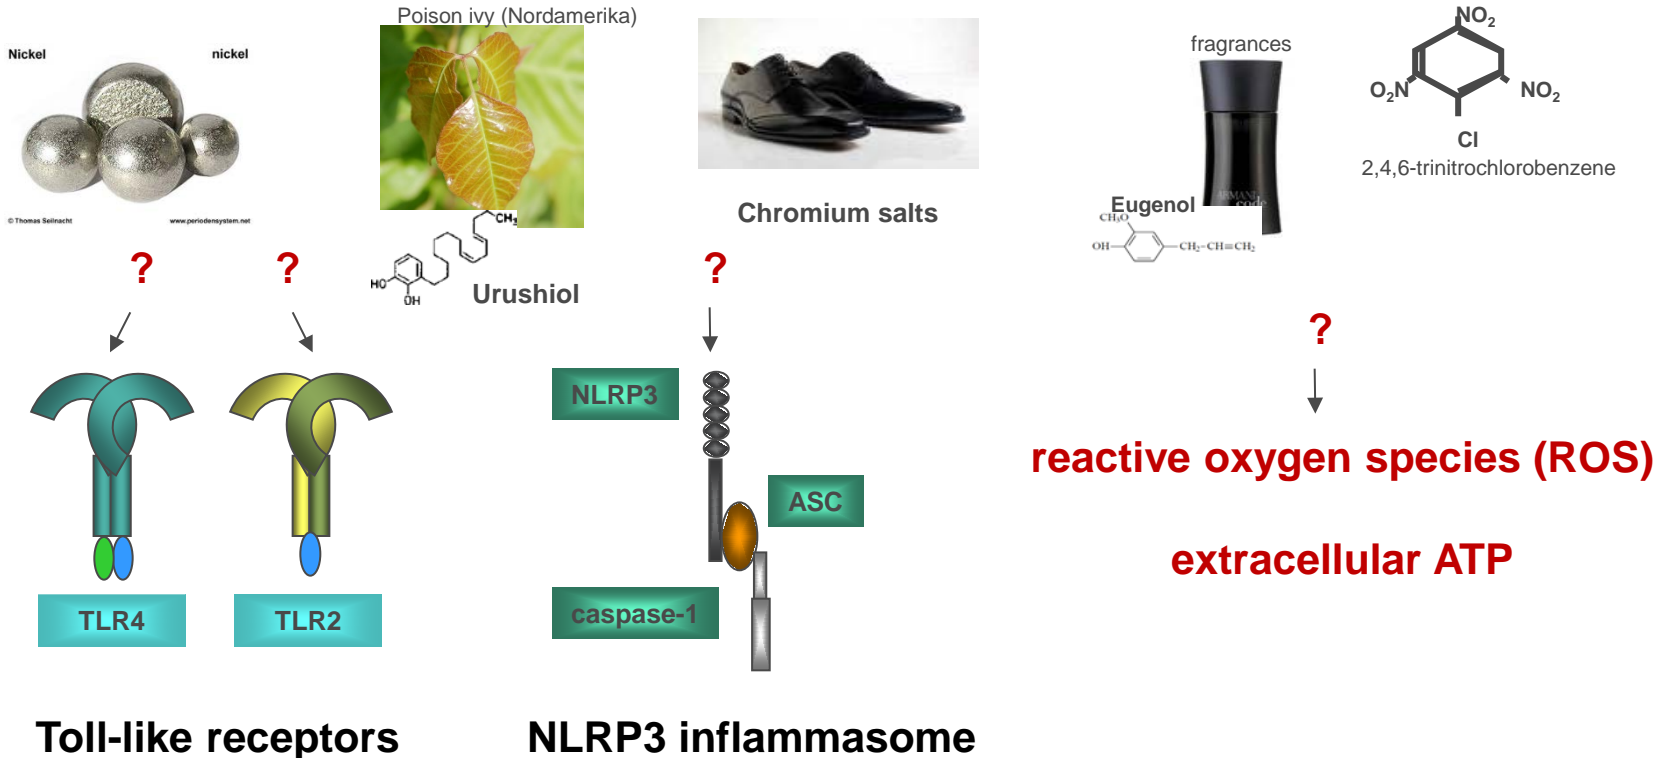 Poison ivy (Nordamerika)
Nickel
nickel
© Thomas Seilnacht
www.periodensystem.net
CH₃
HO
OH
Urushiol
Chromium salts
fragrances
ARMANI
code
Eugenol
CH₃O
OH
CH₂-CH=CH₂
NO₂
O₂N
NO₂
Cl
2,4,6-trinitrochlorobenzene
?
?
?
?
NLRP3
ASC
caspase-1
TLR4
TLR2
reactive oxygen species (ROS)
extracellular ATP
Toll-like receptors
NLRP3 inflammasome